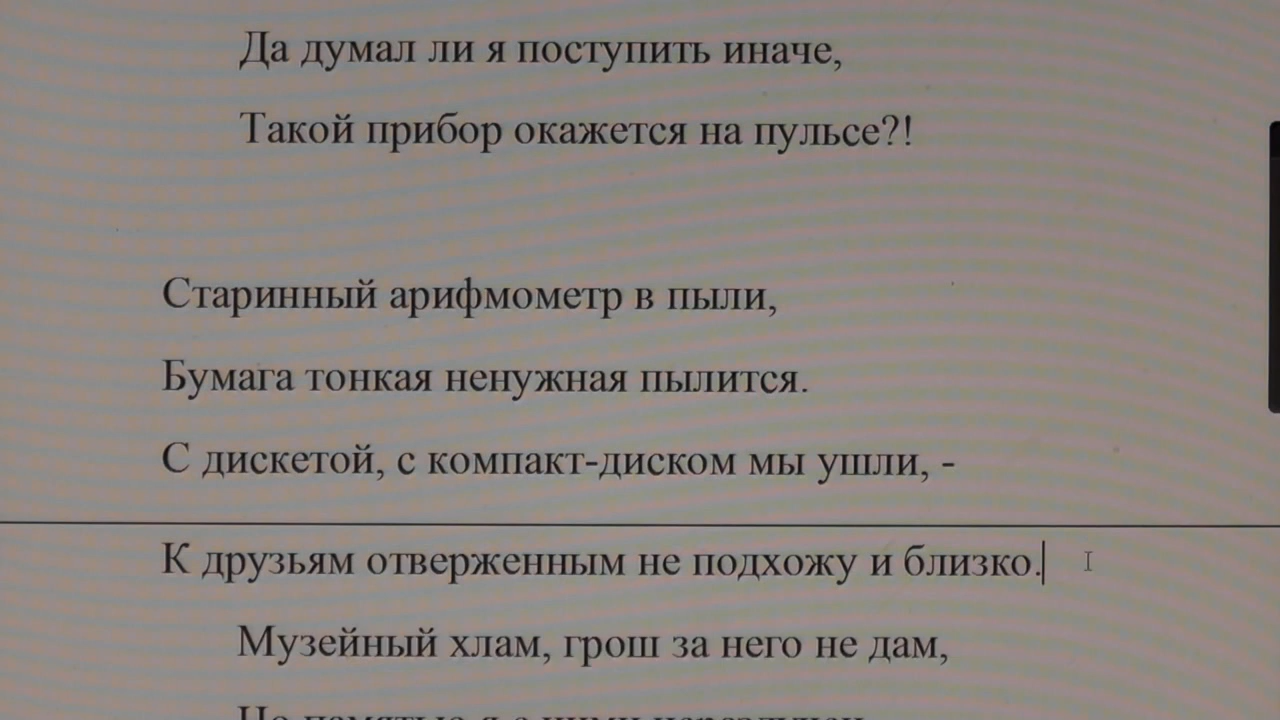 Да думал ли я поступить иначе,
Такой прибор окажется на пульсе?!
Старинный арифмометр в пыли,
Бумага тонкая ненужная пылится.
С дискетой, с компакт-диском мы ушли, -
К друзьям отверженным не подхожу и близко.
Музейный хлам, грош за него не дам,